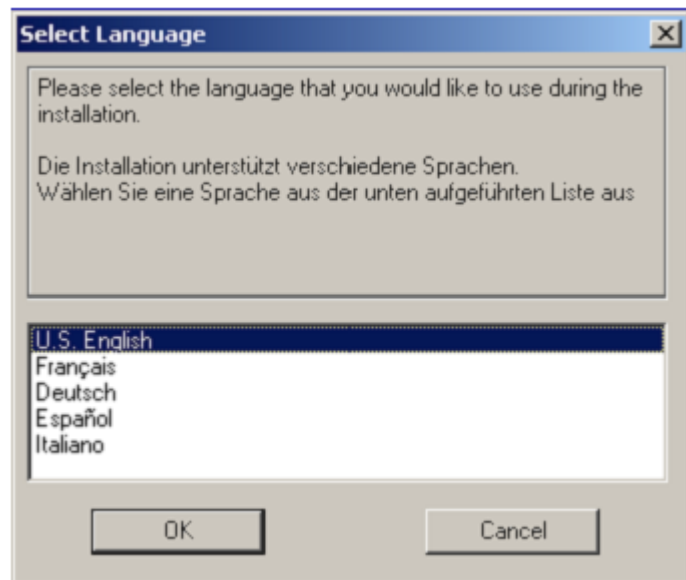 Select Language
Please select the language that you would like to use during the
installation.
Die Installation unterstützt verschiedene Sprachen.
Wählen Sie eine Sprache aus der unten aufgeführten Liste aus
U.S. English
Français
Deutsch
Español
Italiano
OK
Cancel